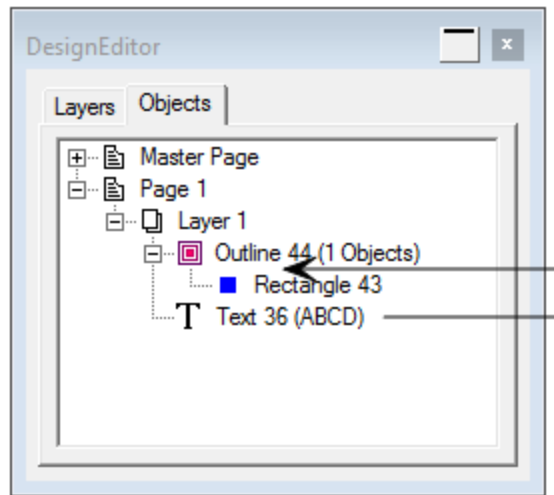 DesignEditor
Layers Objects
Master Page
Page 1
Layer 1
Outline 44 (1 Objects)
Rectangle 43
T Text 36 (ABCD)